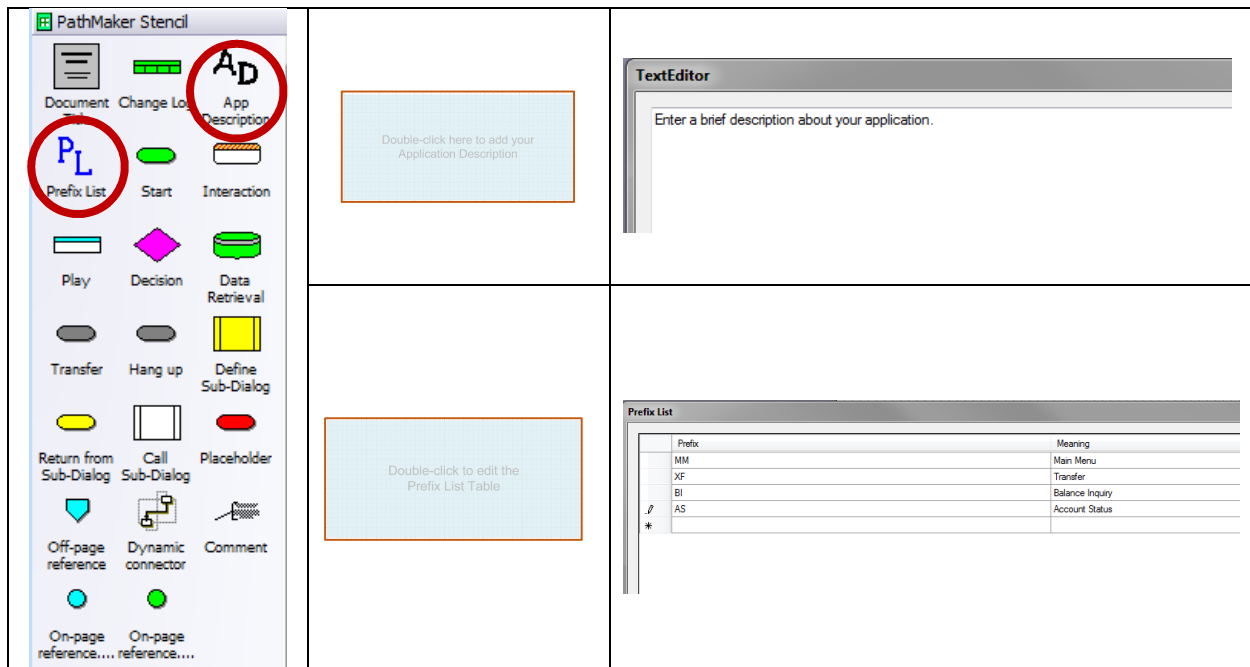 PathMaker Stencil
Document Change Log App
Description
Prefix List Start Interaction
Play Decision Data
Retrieval
Transfer Hang up Define
Sub-Dialog
Return from Call Placeholder
Sub-Dialog Sub-Dialog
Off-page Dynamic Comment
reference connector
On-page On-page
reference.... reference....
AD
PL
Double-click here to add your
Application Description
TextEditor
Enter a brief description about your application.
Double-click to edit the
Prefix List Table
Prefix List
Prefix Meaning
MM Main Menu
XF Transfer
BI Balance Inquiry
AS Account Status
*